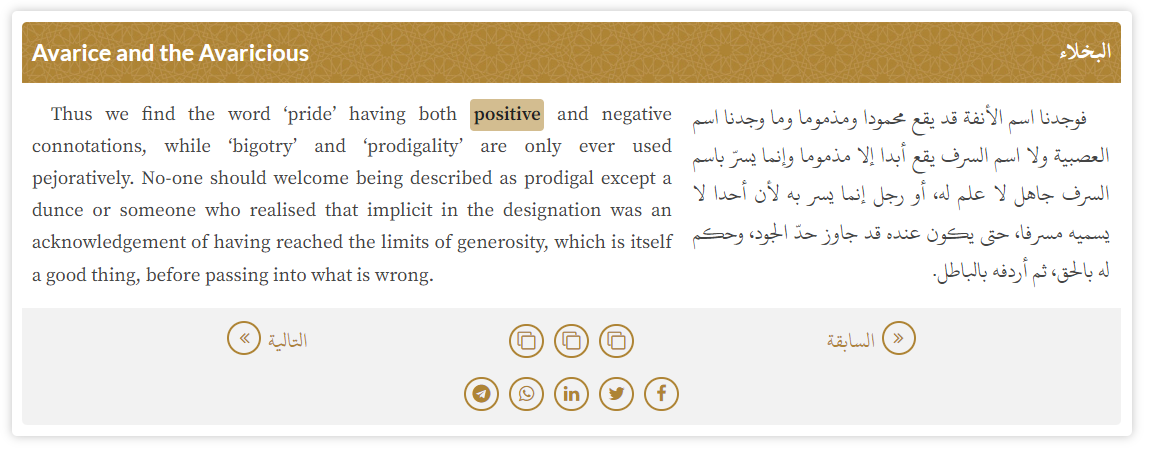 Avarice and the Avaricious
البخلاء
Thus we find the word ‘pride’ having both positive and negative
connotations, while ‘bigotry’ and ‘prodigality’ are only ever used
pejoratively. No-one should welcome being described as prodigal except a
dunce or someone who realised that implicit in the designation was an
acknowledgement of having reached the limits of generosity, which is itself
a good thing, before passing into what is wrong.
فوجدنا اسم الأنفة قد يقع محمودا ومذموما وما وجدنا اسم
العصبية ولا اسم السرف يقع أبدا إلا مذموما وإنما يسرّ باسم
السرف جاهل لا علم له، أو رجل إنما يسر به لأن أحدا لا
يسميه مسرفا، حتى يكون عنده قد جاوز حدّ الجود، وحكم
له بالحق، ثم أردفه بالباطل.
السابقة
التالية